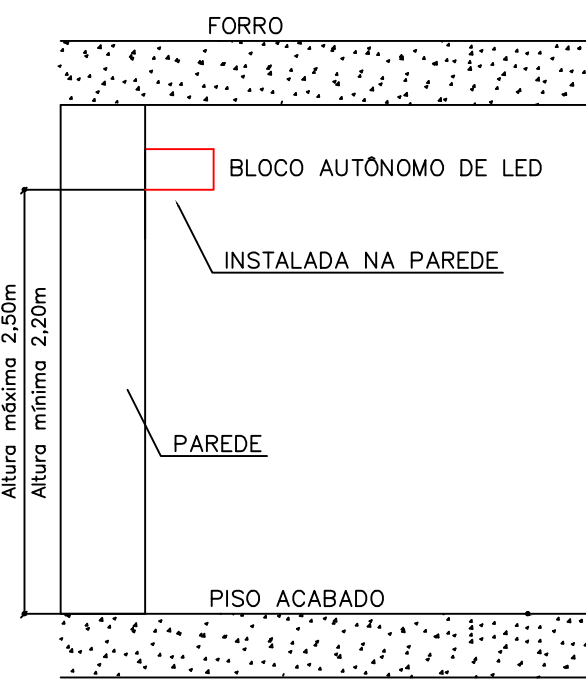 FORRO
BLOCO AUTÔNOMO DE LED
INSTALADA NA PAREDE
Altura máxima 2,50m
Altura mínima 2,20m
PAREDE
PISO ACABADO